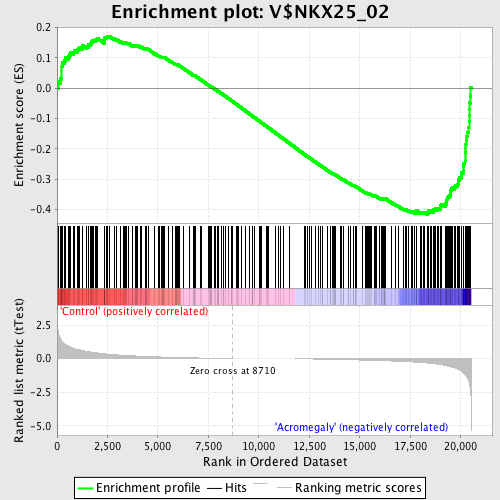 Enrichment plot: V$NKX25_02
Enrichment score (ES)
0.2
0.1
0.0
-0.1
-0.2
-0.3
-0.4
'Control' (positively correlated)
Ranked list metric (tTest)
2.5
0.0
-2.5
-5.0
Zero cross at 8710
'Acromegaly' (negatively correlated)
0
2,500
5,000
7,500
10,000
12,500
15,000
17,500
20,000
Rank in Ordered Dataset
Enrichment profile
Hits
Ranking metric scores